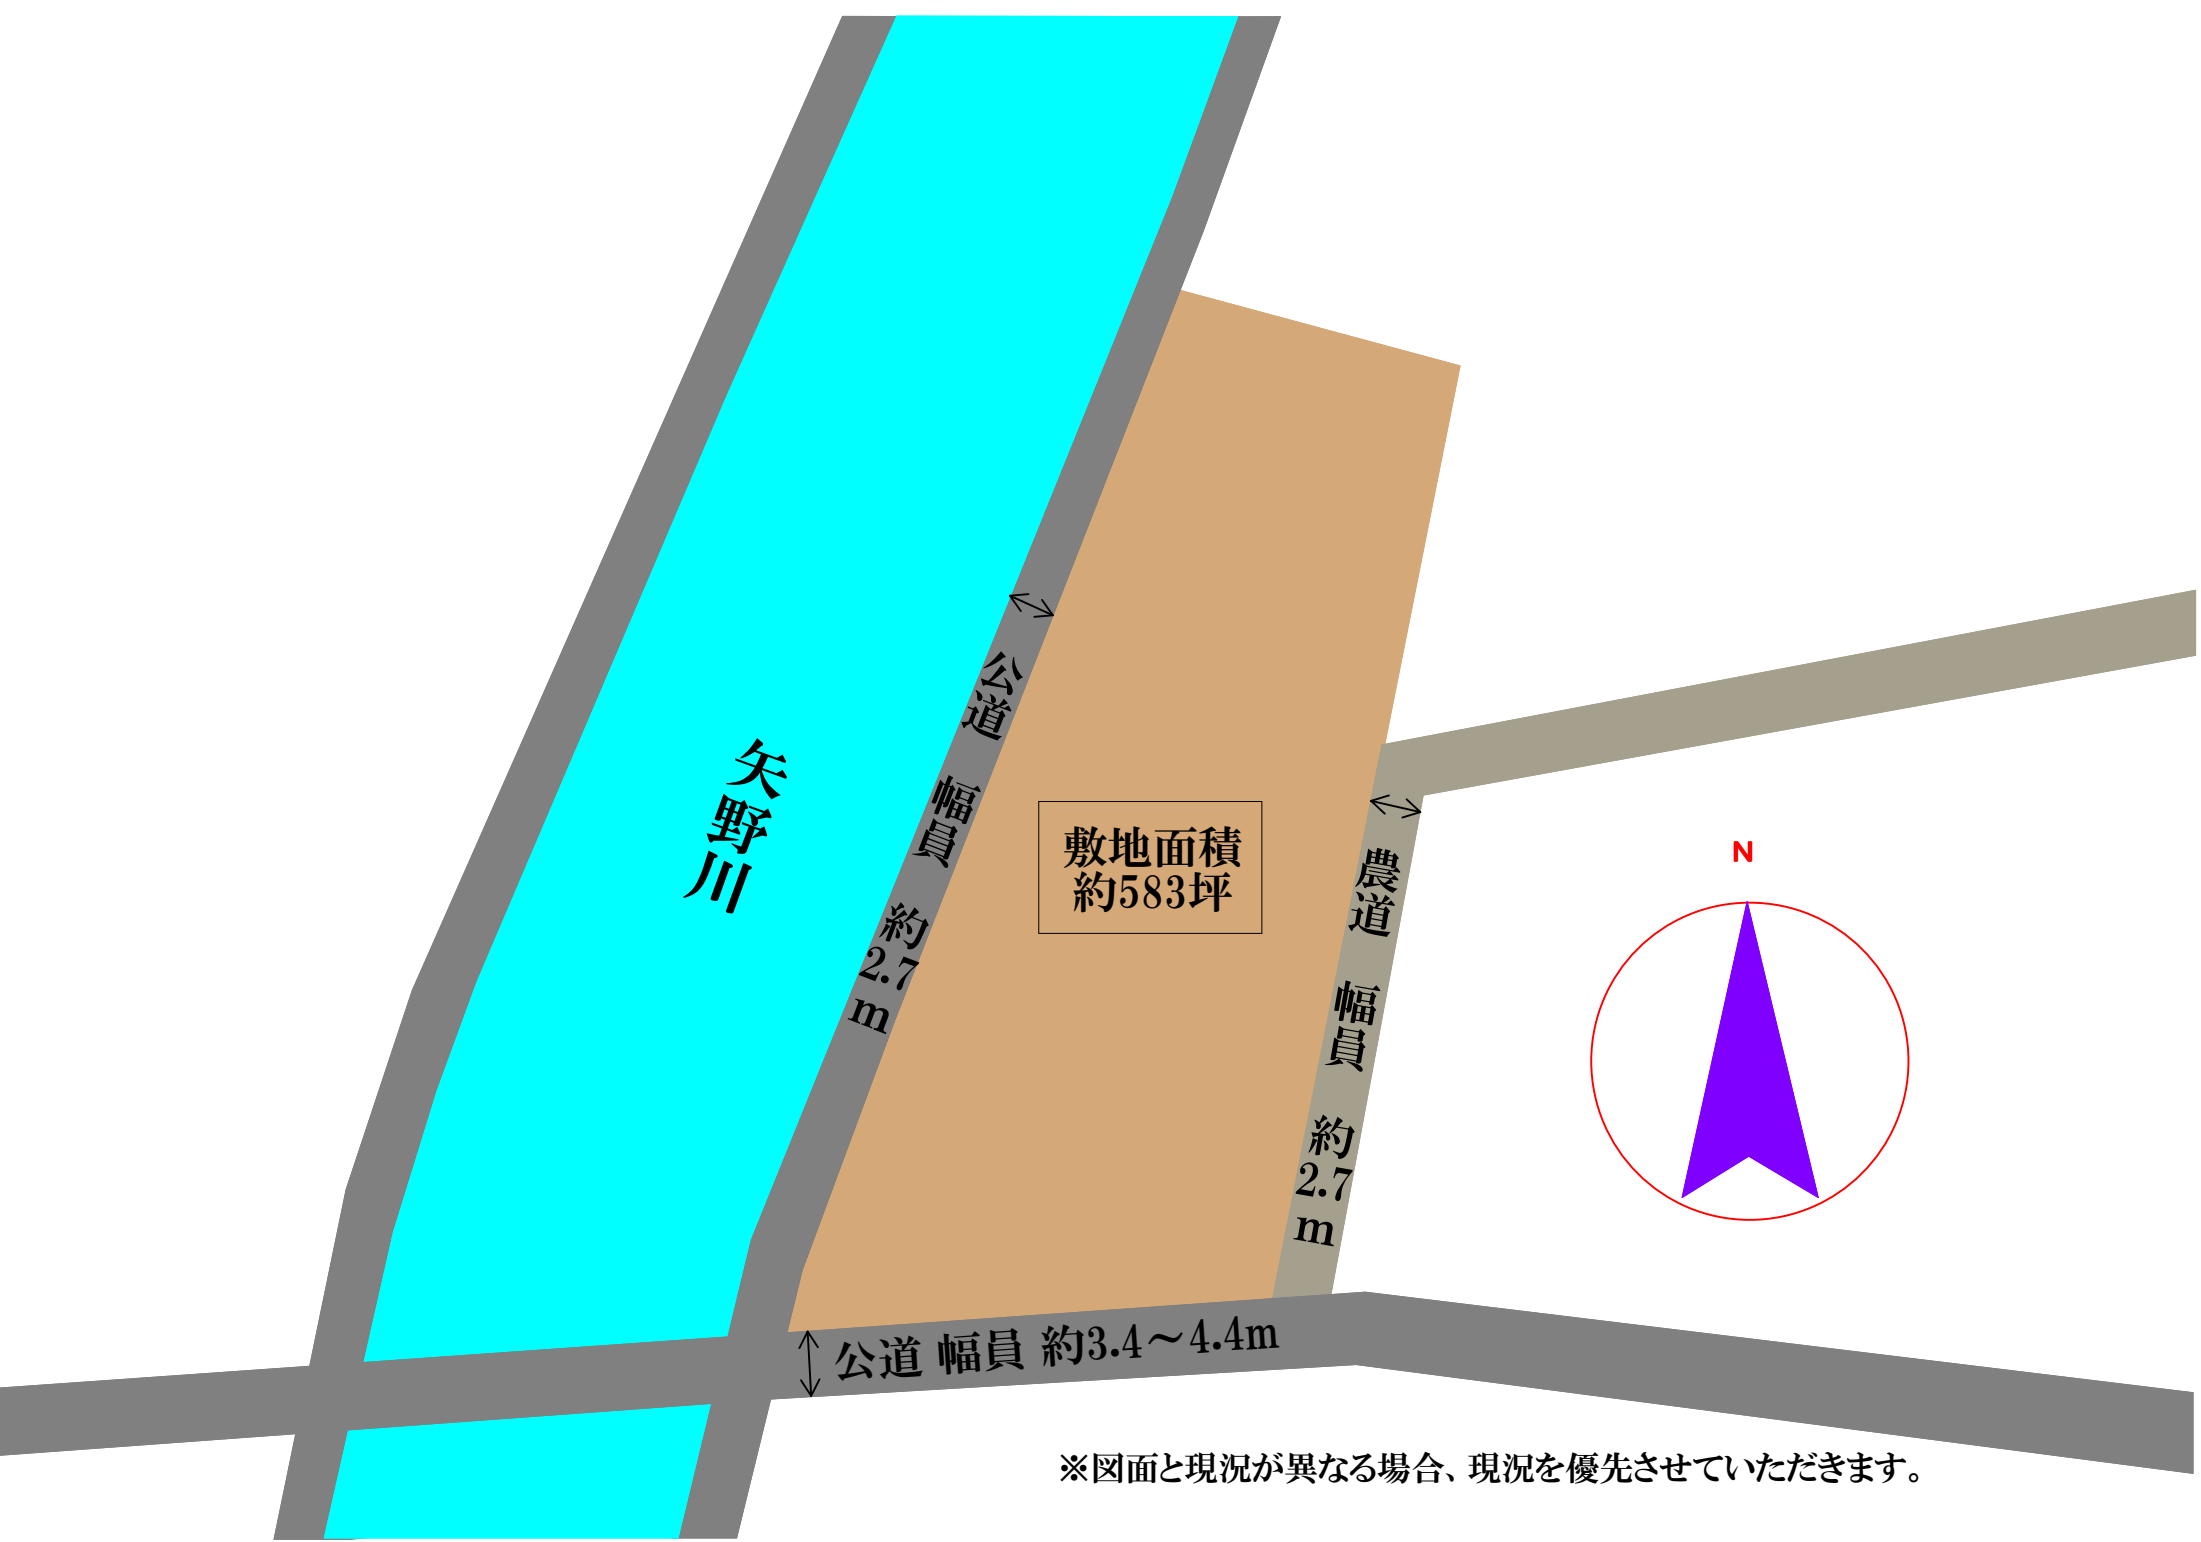 矢野川
公道 幅員 約2.7m
敷地面積
約583坪
農道 幅員 約2.7m
N
公道 幅員 約3.4～4.4m
※図面と現況が異なる場合、現況を優先させていただきます。